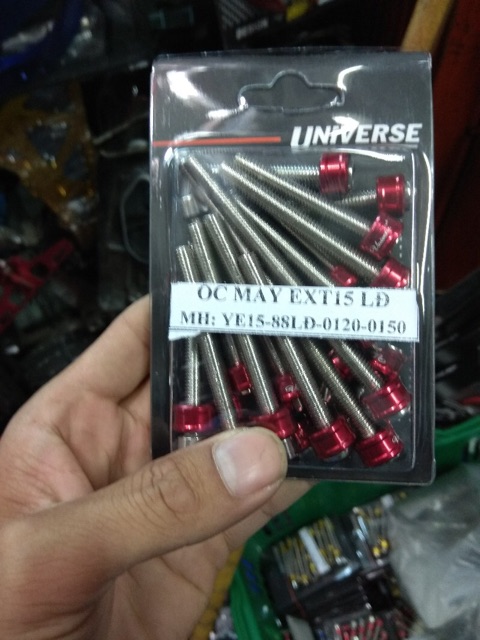 UNIVERSE
OC MAY EXT15 LĐ
MH: YE15-88LĐ-0120-0150